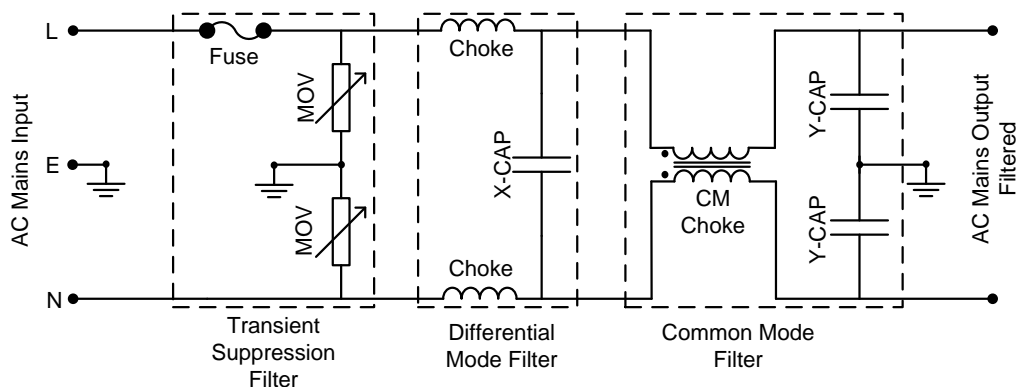 L
Fuse
MOV
Choke
X-CAP
Y-CAP
AC Mains Input
E
MOV
CM
Choke
Y-CAP
AC Mains Output
Filtered
N
Choke
Transient
Suppression
Filter
Differential
Mode Filter
Common Mode
Filter